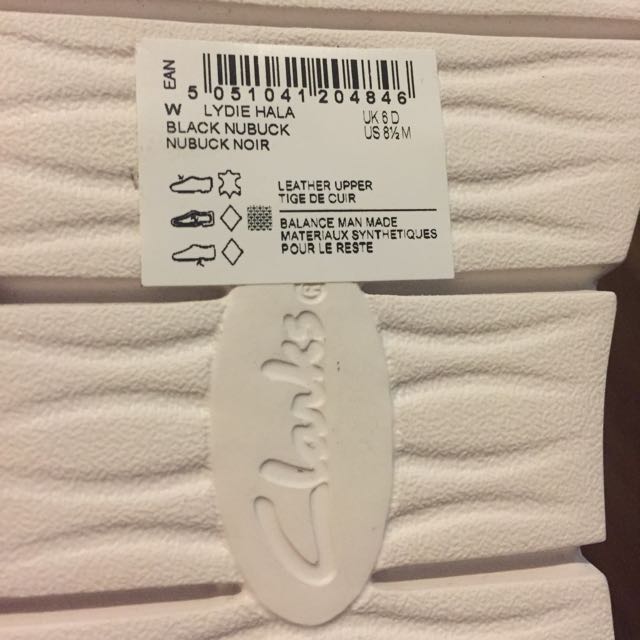 EAN
5 051041 204846
W LYDIE HALA UK 6 D
BLACK NUBUCK US 8½ M
NUBUCK NOIR
LEATHER UPPER
TIGE DE CUIR
BALANCE MAN MADE
MATERIAUX SYNTHETIQUES
POUR LE RESTE
Clarks®